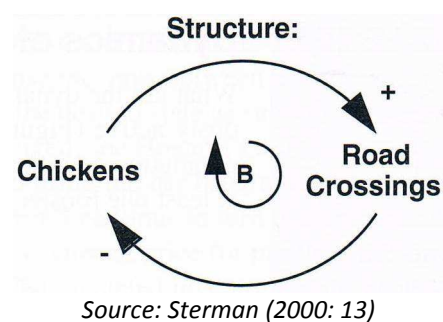 Structure:
+
Chickens
B
Road
Crossings
-
Source: Sterman (2000: 13)